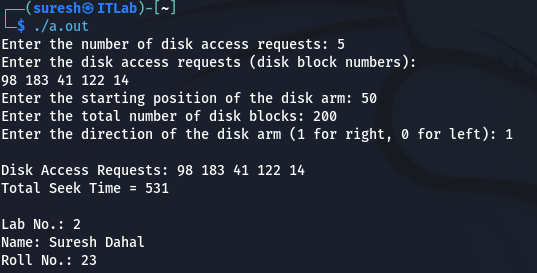 ┌──(suresh㉿ITLab)-[~]
└─$ ./a.out
Enter the number of disk access requests: 5
Enter the disk access requests (disk block numbers):
98 183 41 122 14
Enter the starting position of the disk arm: 50
Enter the total number of disk blocks: 200
Enter the direction of the disk arm (1 for right, 0 for left): 1
Disk Access Requests: 98 183 41 122 14
Total Seek Time = 531
Lab No.: 2
Name: Suresh Dahal
Roll No.: 23